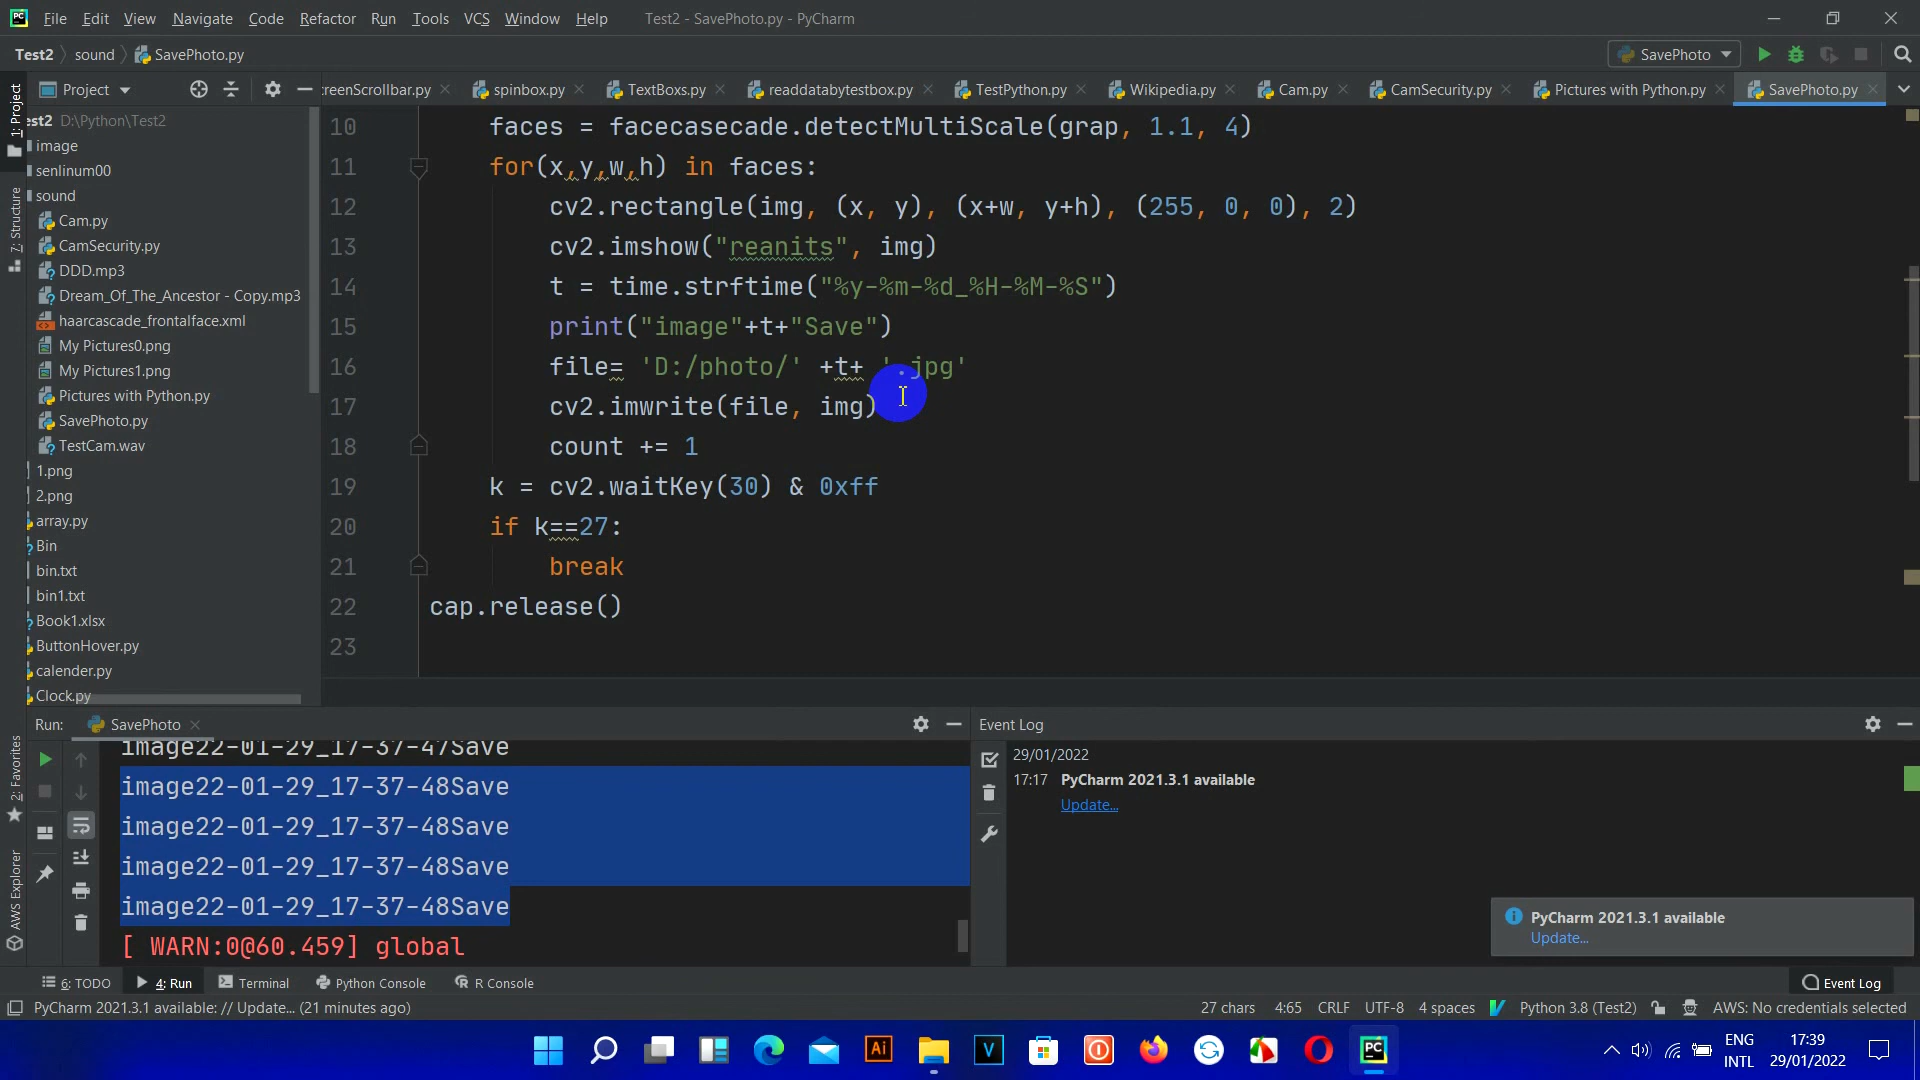 File Edit View Navigate Code Refactor Run Tools VCS Window Help Test2 - SavePhoto.py - PyCharm
Test2 sound SavePhoto.py SavePhoto
1: Project
7: Structure
2: Favorites
AWS Explorer
Project
reenScrollbar.py spinbox.py TextBoxs.py readdatabytestbox.py TestPython.py Wikipedia.py Cam.py CamSecurity.py Pictures with Python.py SavePhoto.py
est2 D:\Python\Test2
image
senlinum00
sound
Cam.py
CamSecurity.py
DDD.mp3
Dream_Of_The_Ancestor - Copy.mp3
haarcascade_frontalface.xml
My Pictures0.png
My Pictures1.png
Pictures with Python.py
SavePhoto.py
TestCam.wav
1.png
2.png
array.py
Bin
bin.txt
bin1.txt
Book1.xlsx
ButtonHover.py
calender.py
Clock.py
10 faces = facecasecade.detectMultiScale(grap, 1.1, 4)
11 for(x,y,w,h) in faces:
12 cv2.rectangle(img, (x, y), (x+w, y+h), (255, 0, 0), 2)
13 cv2.imshow("reanits", img)
14 t = time.strftime("%y-%m-%d_%H-%M-%S")
15 print("image"+t+"Save")
16 file= 'D:/photo/' +t+ '.jpg'
17 cv2.imwrite(file, img)
18 count += 1
19 k = cv2.waitKey(30) & 0xff
20 if k==27:
21 break
22 cap.release()
23
Run: SavePhoto
image22-01-29_17-37-47Save
image22-01-29_17-37-48Save
image22-01-29_17-37-48Save
image22-01-29_17-37-48Save
image22-01-29_17-37-48Save
[ WARN:0@60.459] global
Event Log
29/01/2022
17:17 PyCharm 2021.3.1 available
Update...
PyCharm 2021.3.1 available
Update...
6: TODO 4: Run Terminal Python Console R Console Event Log
PyCharm 2021.3.1 available: // Update... (21 minutes ago) 27 chars 4:65 CRLF UTF-8 4 spaces Python 3.8 (Test2) AWS: No credentials selected
ENG
INTL
17:39
29/01/2022